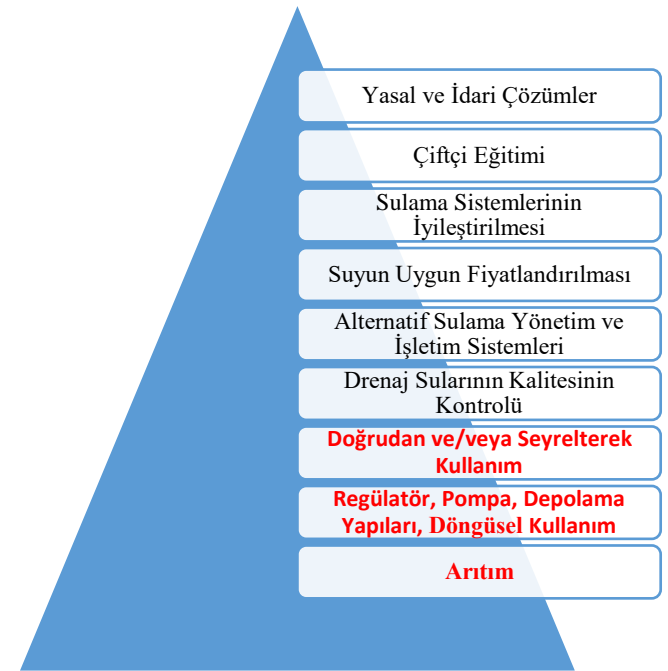 Yasal ve İdari Çözümler
Çiftçi Eğitimi
Sulama Sistemlerinin
İyileştirilmesi
Suyun Uygun Fiyatlandırılması
Alternatif Sulama Yönetim ve
İşletim Sistemleri
Drenaj Sularının Kalitesinin
Kontrolü
Doğrudan ve/veya Seyrelterek
Kullanım
Regülatör, Pompa, Depolama
Yapıları, Döngüsel Kullanım
Arıtım